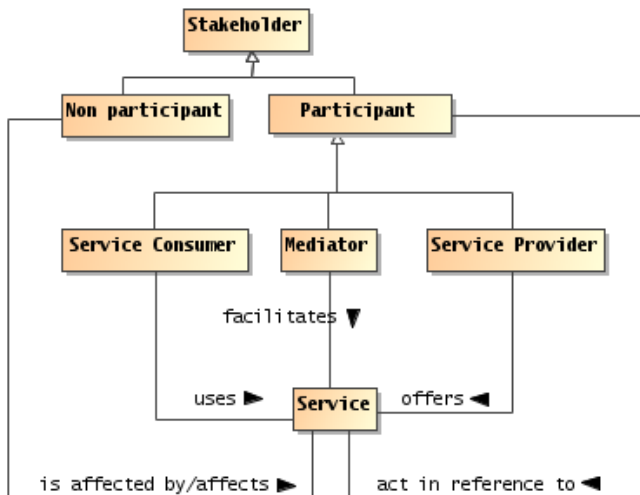 Stakeholder
Non participant
Participant
Service Consumer
Mediator
Service Provider
facilitates
uses
Service
offers
is affected by/affects
act in reference to